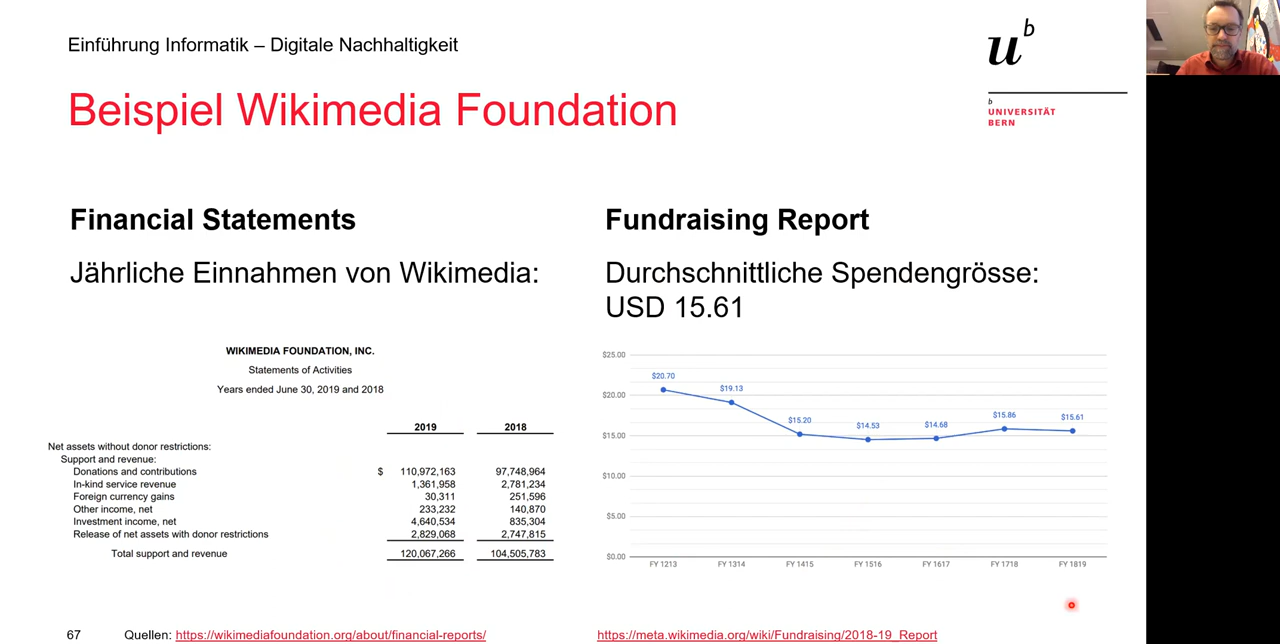 Einführung Informatik – Digitale Nachhaltigkeit
u b
Beispiel Wikimedia Foundation
b
UNIVERSITÄT
BERN
Financial Statements
Jährliche Einnahmen von Wikimedia:
WIKIMEDIA FOUNDATION, INC.
Statements of Activities
Years ended June 30, 2019 and 2018
2019 2018
Net assets without donor restrictions:
Support and revenue:
Donations and contributions $ 110,972,163 97,748,964
In-kind service revenue 1,361,958 2,781,234
Foreign currency gains 30,311 251,596
Other income, net 233,232 140,870
Investment income, net 4,640,534 835,304
Release of net assets with donor restrictions 2,829,068 2,747,815
Total support and revenue 120,067,266 104,505,783
Fundraising Report
Durchschnittliche Spendengrösse:
USD 15.61
$25.00
$20.00
$15.00
$10.00
$5.00
$0.00
$20.70
$19.13
$15.20
$14.53
$14.68
$15.86
$15.61
FY 1213 FY 1314 FY 1415 FY 1516 FY 1617 FY 1718 FY 1819
67 Quellen: https://wikimediafoundation.org/about/financial-reports/ https://meta.wikimedia.org/wiki/Fundraising/2018-19_Report